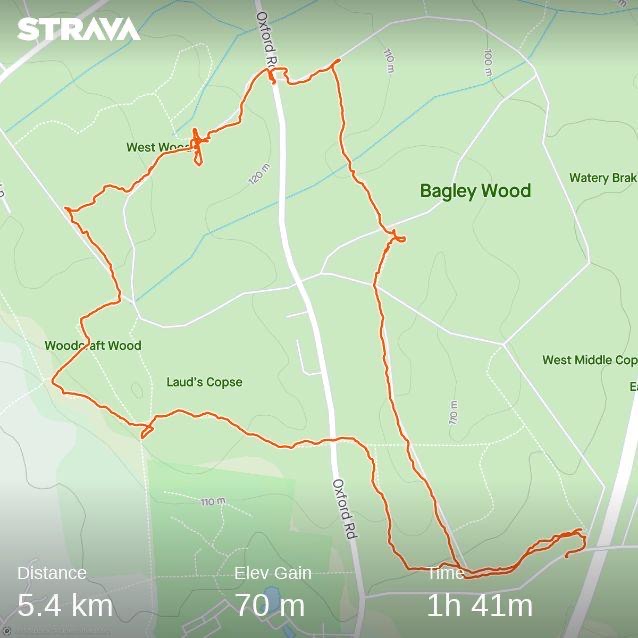 STRAVA
Oxford Rd
110 m
100 m
West Wood
120 m
Watery Brak
Bagley Wood
Woodcraft Wood
West Middle Cop
Laud's Copse
Ea
110 m
Oxford Rd
Distance
Elev Gain
Time
5.4 km
70 m
1h 41m